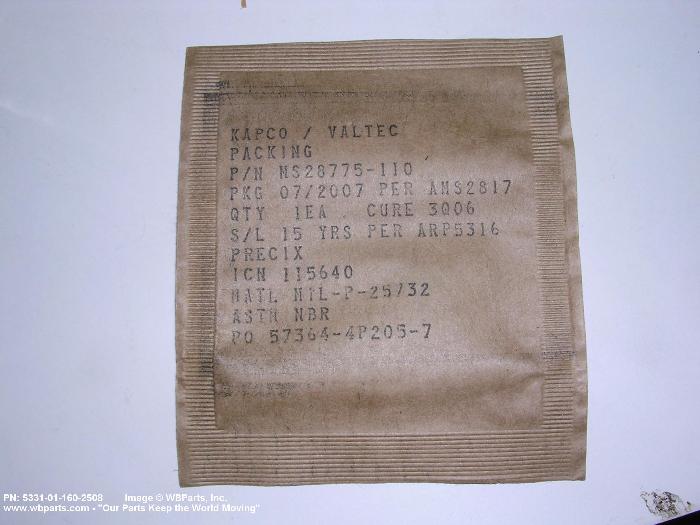 KAPCO / VALTEC
PACKING
P/N MS28775-110
PKG 07/2007 PER AMS2817
QTY 1EA . CURE 3Q06
S/L 15 YRS PER ARP5316
PRECIX
ICN 115640
MATL MIL-P-25732
ASTM NBR
PO 57364-4P205-7
PN: 5331-01-160-2508 Image © WBParts, Inc.
www.wbparts.com - "Our Parts Keep the World Moving"